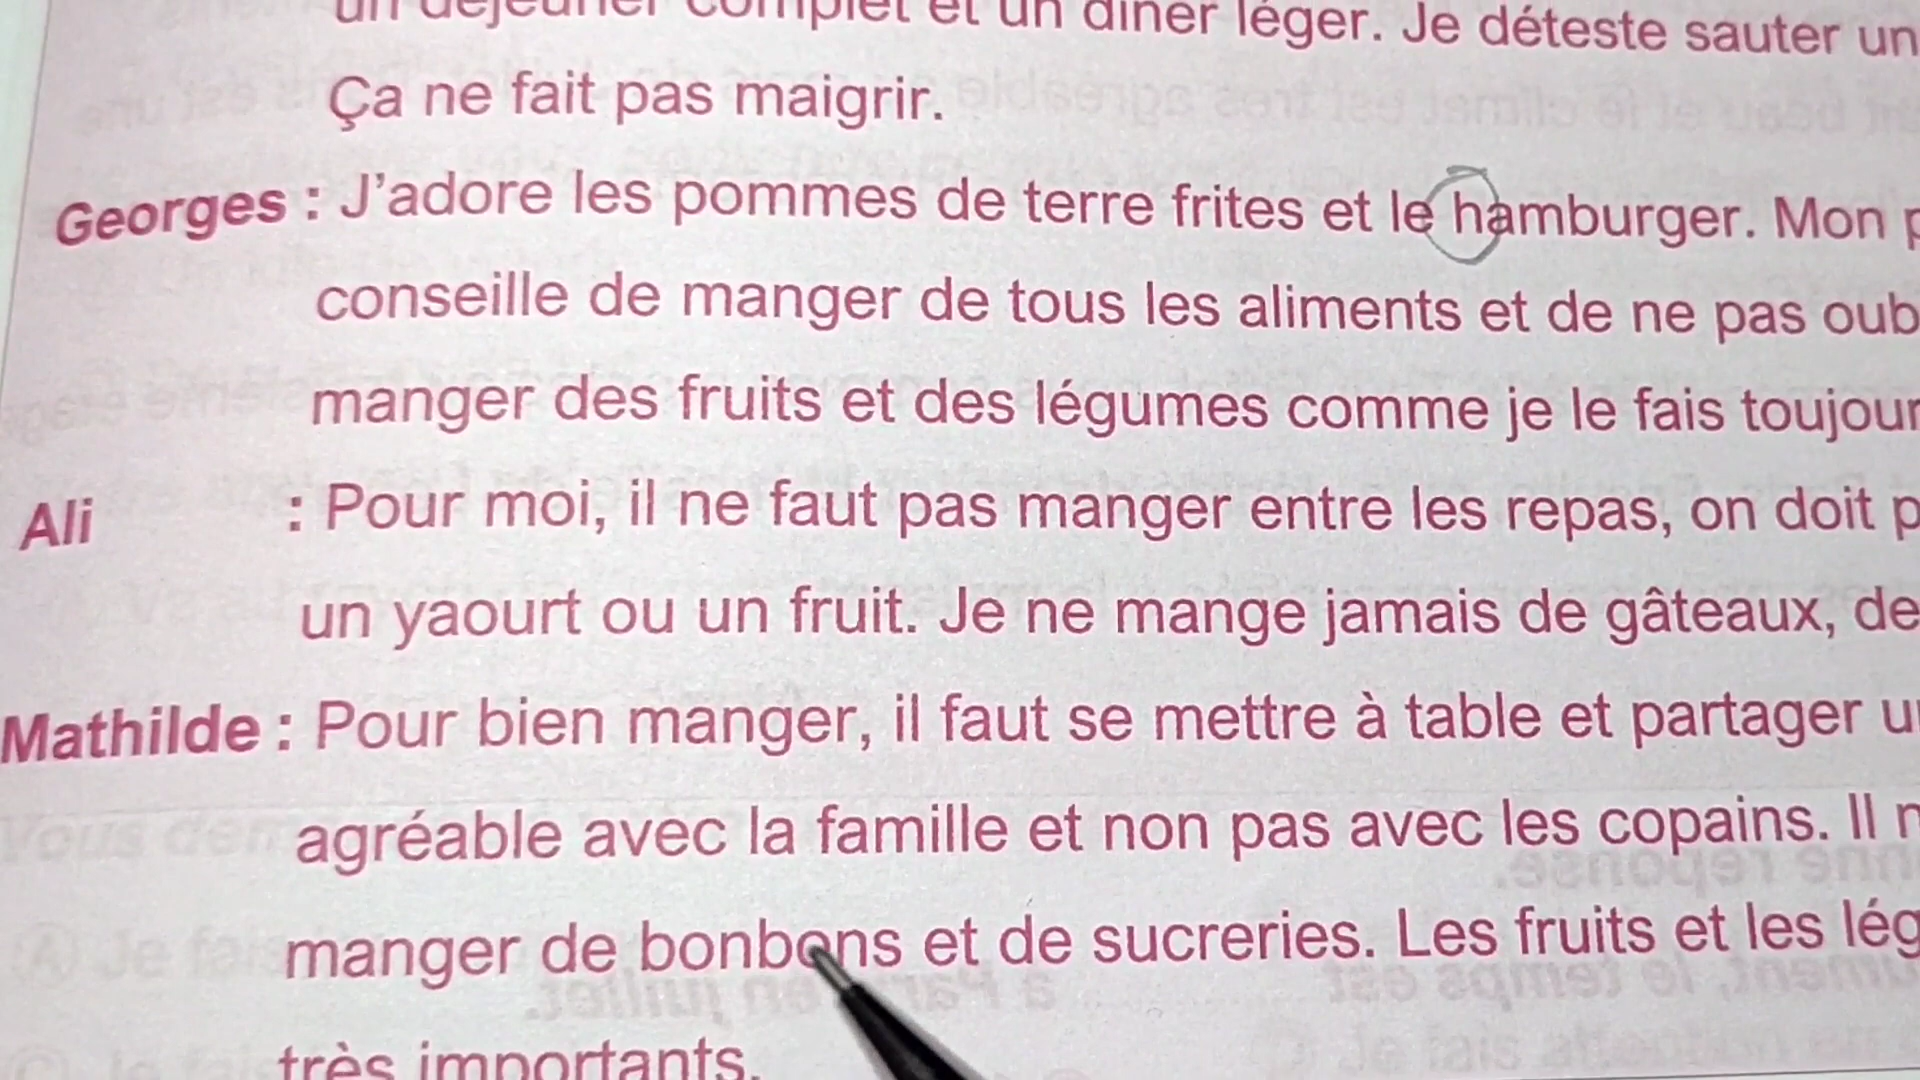 un déjeuner complet et un dîner léger. Je déteste sauter un
Ça ne fait pas maigrir.
Georges : J'adore les pommes de terre frites et le hamburger. Mon
conseille de manger de tous les aliments et de ne pas
manger des fruits et des légumes comme je le fais
Ali : Pour moi, il ne faut pas manger entre les repas, on doit
un yaourt ou un fruit. Je ne mange jamais de gâteaux, de
Mathilde : Pour bien manger, il faut se mettre à table et partager
agréable avec la famille et non pas avec les copains. Il
manger de bonbons et de sucreries. Les fruits et les
très importants.